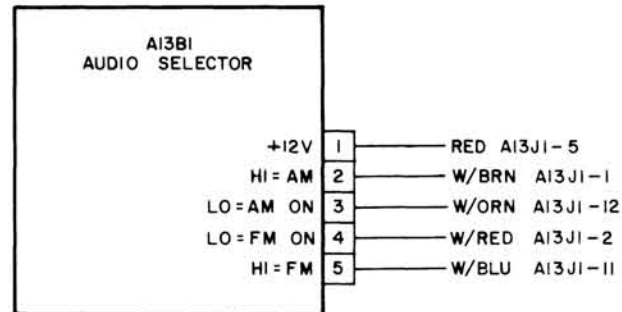 A13B1
AUDIO SELECTOR
+12V 1 RED A13J1-5
HI=AM 2 W/BRN A13J1-1
LO=AM ON 3 W/ORN A13J1-12
LO=FM ON 4 W/RED A13J1-2
HI=FM 5 W/BLU A13J1-11